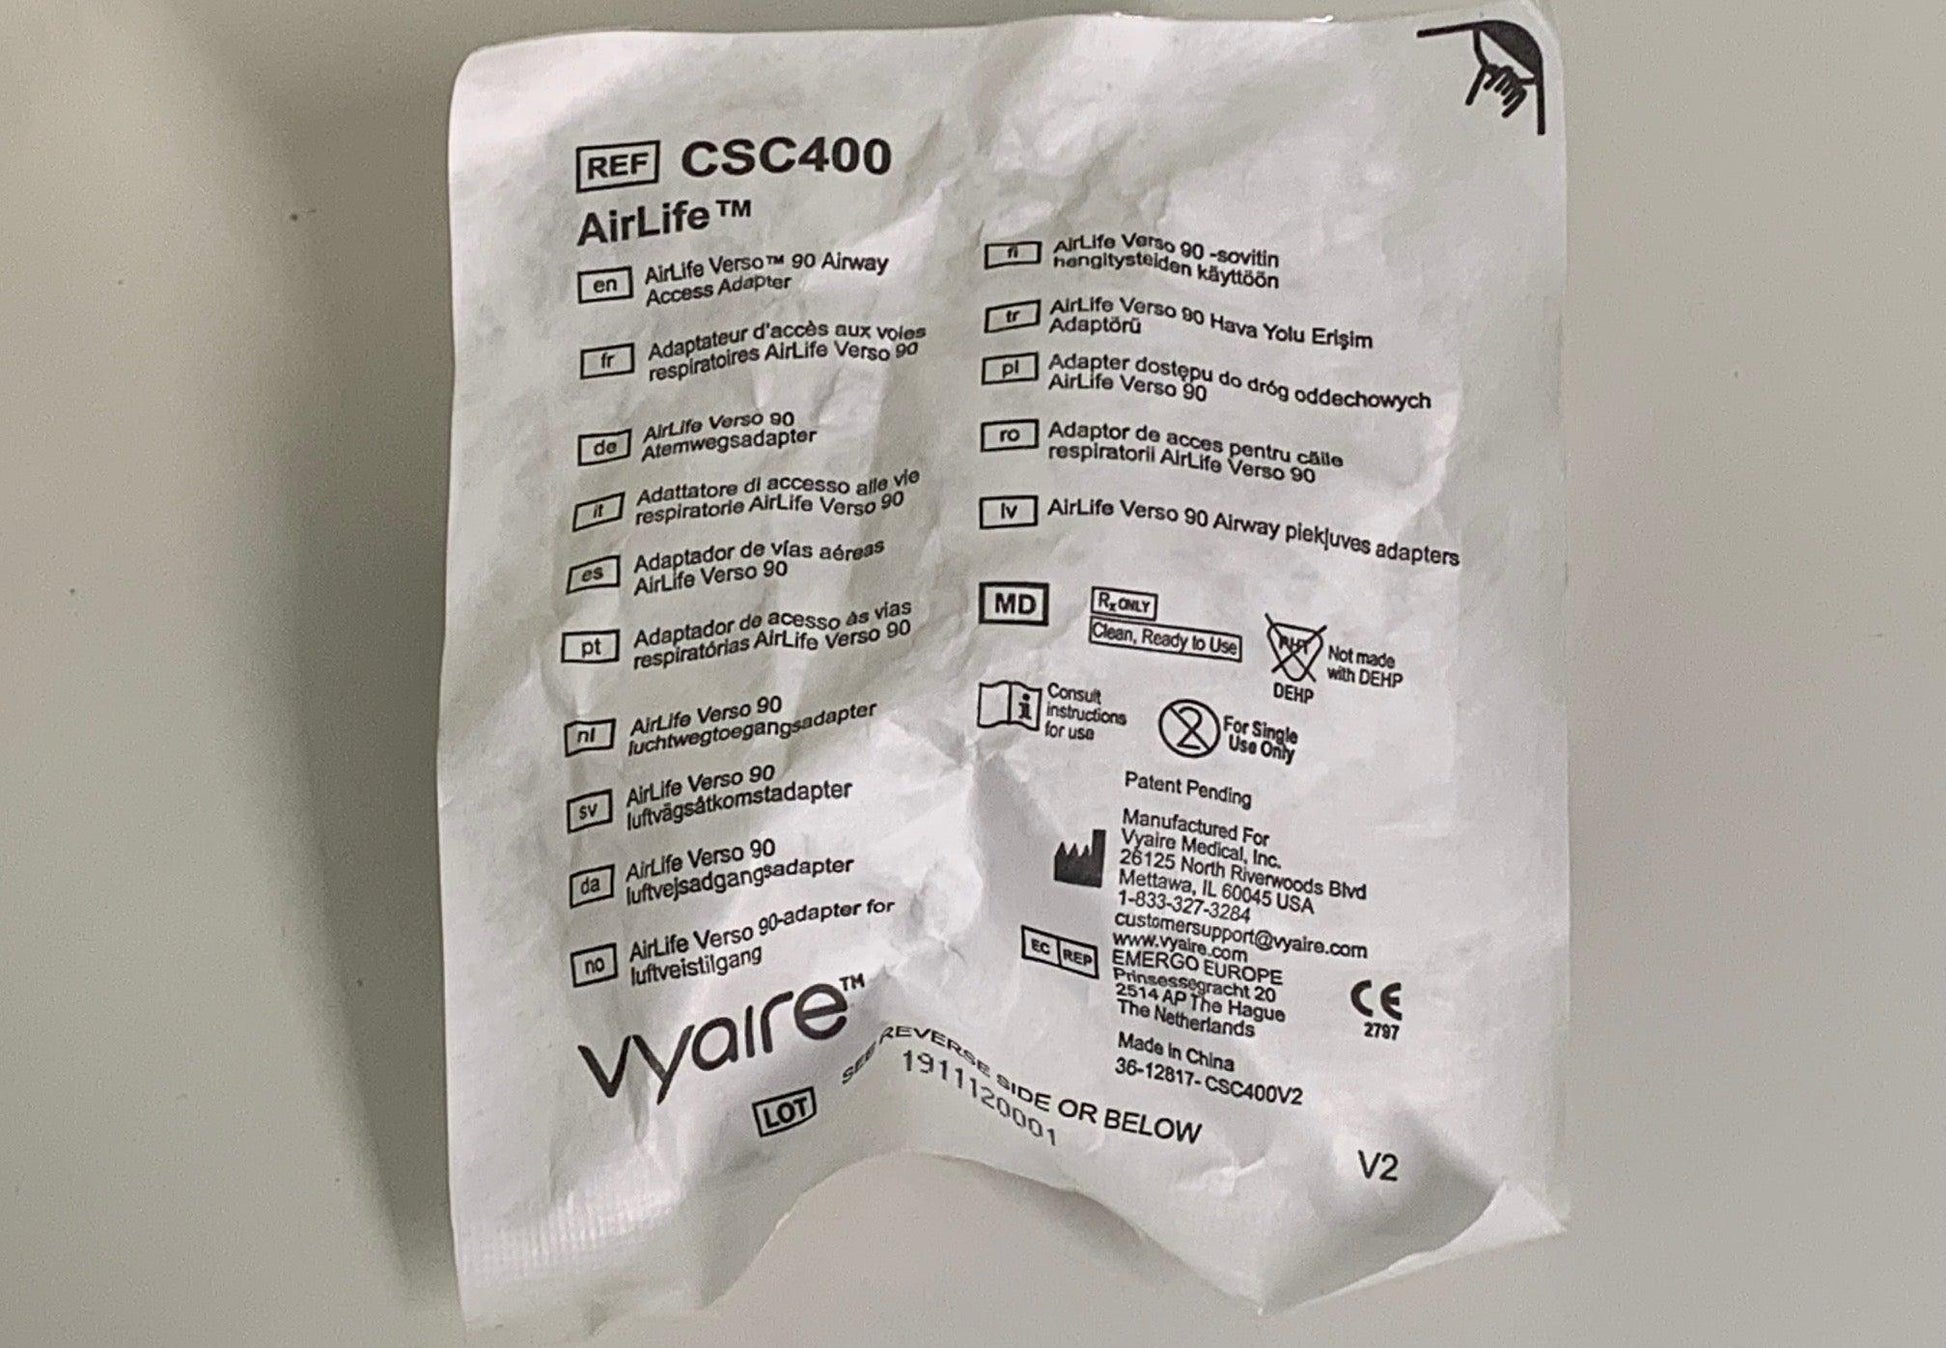 REF CSC400
AirLife™
en AirLife Verso™ 90 Airway
Access Adapter
fr Adaptateur d'accès aux voies
respiratoires AirLife Verso 90
de AirLife Verso 90
Atemwegsadapter
it Adattatore di accesso alle vie
respiratorie AirLife Verso 90
es Adaptador de vías aéreas
AirLife Verso 90
pt Adaptador de acesso às vias
respiratórias AirLife Verso 90
nl AirLife Verso 90
luchtwegtoegangsadapter
sv AirLife Verso 90
luftvägsåtkomstadapter
da AirLife Verso 90
luftvejsadgangsadapter
no AirLife Verso 90-adapter for
luftveistilgang
fi AirLife Verso 90 -sovitin
hengitysteiden käyttöön
tr AirLife Verso 90 Hava Yolu Erişim
Adaptörü
pl Adapter dostępu do dróg oddechowych
AirLife Verso 90
ro Adaptor de acces pentru căile
respiratorii AirLife Verso 90
lv AirLife Verso 90 Airway piekļuves adapters
MD
Rx ONLY
Clean, Ready to Use
PHT
DEHP
Not made
with DEHP
Consult
instructions
for use
2
For Single
Use Only
Patent Pending
Manufactured For
Vyaire Medical, Inc.
26125 North Riverwoods Blvd
Mettawa, IL 60045 USA
1-833-327-3284
customersupport@vyaire.com
www.vyaire.com
EC REP EMERGO EUROPE
Prinsessegracht 20
2514 AP The Hague
The Netherlands
CE
2797
Made in China
36-12817- CSC400V2
vyaire™
LOT SEE REVERSE SIDE OR BELOW
1911120001
V2